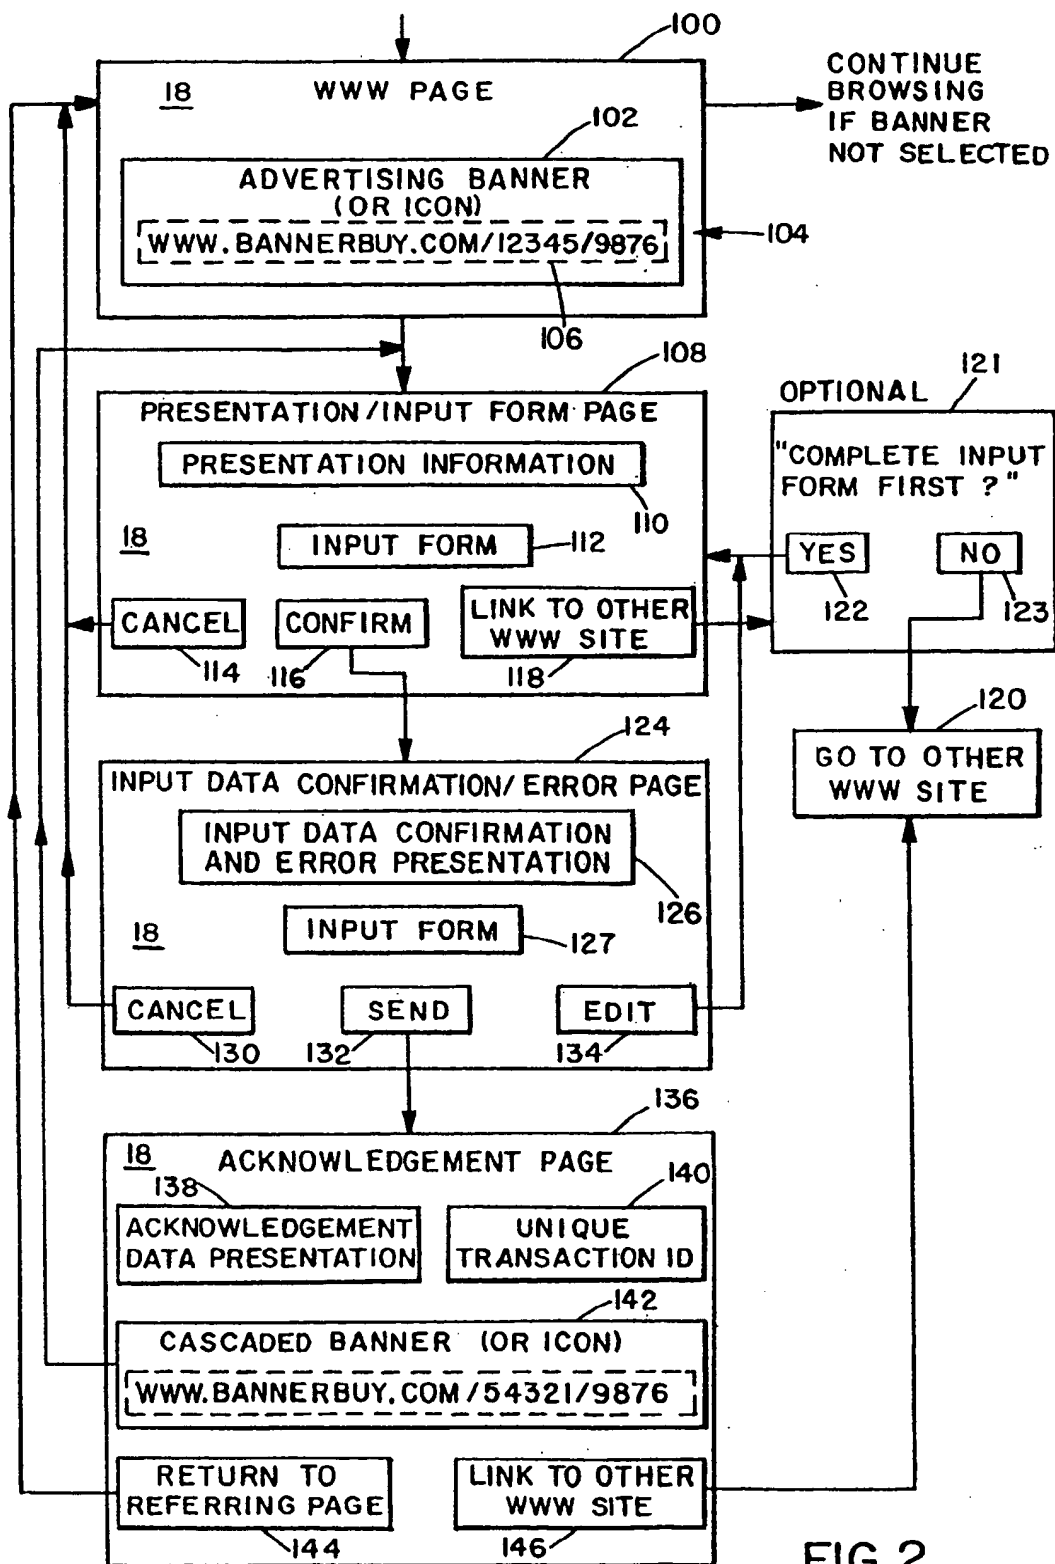 100
18
WWW PAGE
CONTINUE
BROWSING
IF BANNER
NOT SELECTED
102
ADVERTISING BANNER
(OR ICON)
WWW.BANNERBUY.COM/12345/9876
104
106
108
PRESENTATION/INPUT FORM PAGE
PRESENTATION INFORMATION
110
18
INPUT FORM
112
CANCEL
CONFIRM
LINK TO OTHER
WWW SITE
114
116
118
OPTIONAL
121
"COMPLETE INPUT
FORM FIRST ?"
YES
NO
122
123
120
GO TO OTHER
WWW SITE
124
INPUT DATA CONFIRMATION/ ERROR PAGE
INPUT DATA CONFIRMATION
AND ERROR PRESENTATION
126
18
INPUT FORM
127
CANCEL
SEND
EDIT
130
132
134
136
18
ACKNOWLEDGEMENT PAGE
138
140
ACKNOWLEDGEMENT
DATA PRESENTATION
UNIQUE
TRANSACTION ID
142
CASCADED BANNER (OR ICON)
WWW.BANNERBUY.COM/54321/9876
RETURN TO
REFERRING PAGE
LINK TO OTHER
WWW SITE
144
146
FIG.2